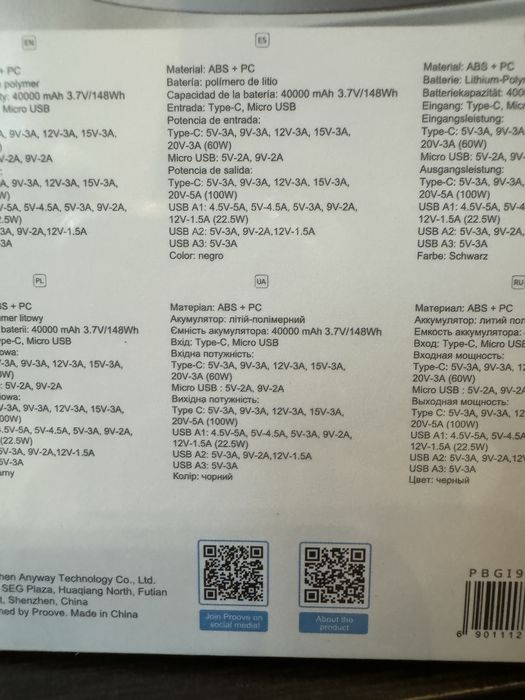 EN
+ PC
polymer
ty: 40000 mAh 3.7V/148Wh
Micro USB
A, 9V-3A, 12V-3A, 15V-3A,
V-2A, 9V-2A
A, 9V-3A, 12V-3A, 15V-3A,
V-5A, 5V-4.5A, 5V-3A, 9V-2A,
.5W)
3A, 9V-2A,12V-1.5A
-3A
ES
Material: ABS + PC
Batería: polímero de litio
Capacidad de la batería: 40000 mAh 3.7V/148Wh
Entrada: Type-C, Micro USB
Potencia de entrada:
Type-C: 5V-3A, 9V-3A, 12V-3A, 15V-3A,
20V-3A (60W)
Micro USB: 5V-2A, 9V-2A
Potencia de salida:
Type-C: 5V-3A, 9V-3A, 12V-3A, 15V-3A,
20V-5A (100W)
USB A1: 4.5V-5A, 5V-4.5A, 5V-3A, 9V-2A,
12V-1.5A (22.5W)
USB A2: 5V-3A, 9V-2A,12V-1.5A
USB A3: 5V-3A
Color: negro
Material: ABS + PC
Batterie: Lithium-Poly
Batteriekapazität: 400
Eingang: Type-C, Mic
Eingangsleistung:
Type-C: 5V-3A, 9V-3A
20V-3A (60W)
Micro USB: 5V-2A, 9V-
Ausgangsleistung:
Type-C: 5V-3A, 9V-3A,
20V-5A (100W)
USB A1: 4.5V-5A, 5V-4
12V-1.5A (22.5W)
USB A2: 5V-3A, 9V-2A,
USB A3: 5V-3A
Farbe: Schwarz
PL
S + PC
mer litowy
baterii: 40000 mAh 3.7V/148Wh
pe-C, Micro USB
owa:
9V-3A, 12V-3A, 15V-3A,
: 5V-2A, 9V-2A
iowa:
V-3A, 9V-3A, 12V-3A, 15V-3A,
00W)
.5V-5A, 5V-4.5A, 5V-3A, 9V-2A,
(22.5W)
5V-3A, 9V-2A,12V-1.5A
5V-3A
arny
UA
Матеріал: ABS + PC
Акумулятор: літій-полімерний
Ємність акумулятора: 40000 mAh 3.7V/148Wh
Вхід: Type-C, Micro USB
Вхідна потужність:
Type-C: 5V-3A, 9V-3A, 12V-3A, 15V-3A,
20V-3A (60W)
Micro USB : 5V-2A, 9V-2A
Вихідна потужність:
Type C: 5V-3A, 9V-3A, 12V-3A, 15V-3A,
20V-5A (100W)
USB A1: 4.5V-5A, 5V-4.5A, 5V-3A, 9V-2A,
12V-1.5A (22.5W)
USB A2: 5V-3A, 9V-2A,12V-1.5A
USB A3: 5V-3A
Колір: чорний
RU
Материал: ABS + PC
Аккумулятор: литий пол
Емкость аккумулятора:
Вход: Type-C, Micro USB
Входная мощность:
Type-C: 5V-3A, 9V-3A, 12
20V-3A (60W)
Micro USB : 5V-2A, 9V-2A
Выходная мощность:
Type C: 5V-3A, 9V-3A, 12
20V-5A (100W)
USB A1: 4.5V-5A, 5V-4.5A
12V-1.5A (22.5W)
USB A2: 5V-3A, 9V-2A,12V
USB A3: 5V-3A
Цвет: черный
hen Anyway Technology Co., Ltd.
SEG Plaza, Huaqiang North, Futian
t, Shenzhen, China
ned by Proove. Made in China
Join Proove on
social media!
About the
product
PBGI9
6 901112